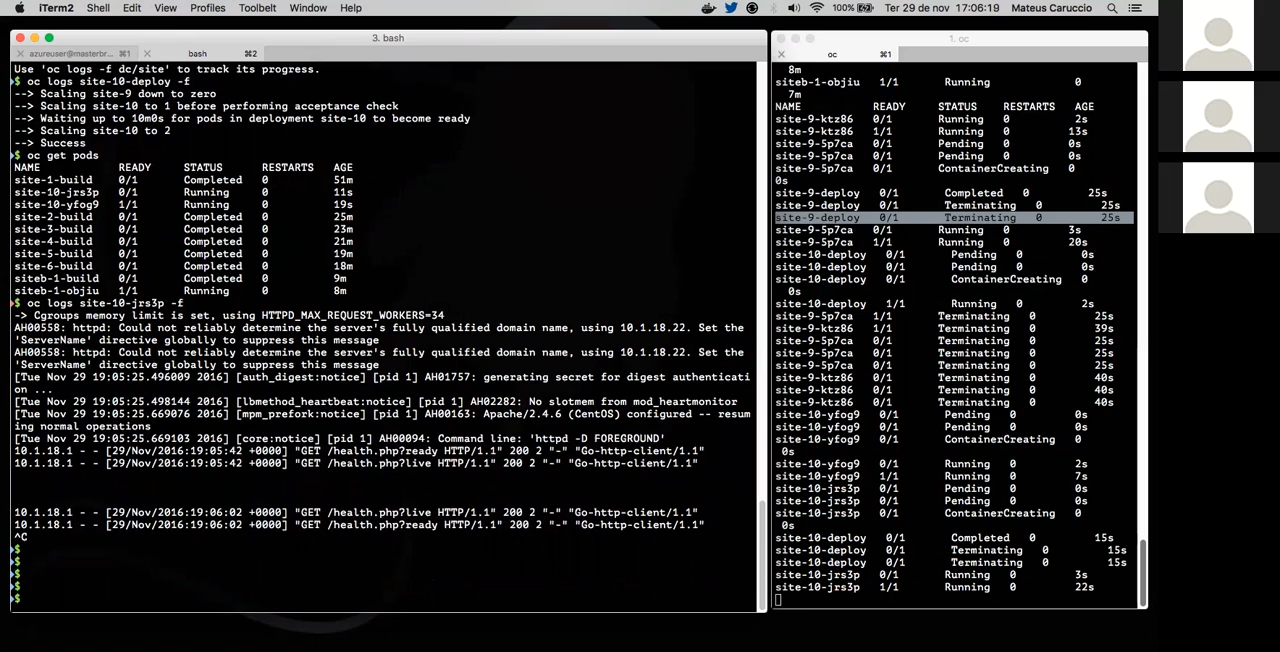 iTerm2 Shell Edit View Profiles Toolbelt Window Help 100% Ter 29 de nov 17:06:19 Mateus Caruccio
3. bash
azureuser@masterbr... ⌘1 bash ⌘2
Use 'oc logs -f dc/site' to track its progress.
$ oc logs site-10-deploy -f
--> Scaling site-9 down to zero
--> Scaling site-10 to 1 before performing acceptance check
--> Waiting up to 10m0s for pods in deployment site-10 to become ready
--> Scaling site-10 to 2
--> Success
$ oc get pods
NAME READY STATUS RESTARTS AGE
site-1-build 0/1 Completed 0 51m
site-10-jrs3p 0/1 Running 0 11s
site-10-yfog9 1/1 Running 0 19s
site-2-build 0/1 Completed 0 25m
site-3-build 0/1 Completed 0 23m
site-4-build 0/1 Completed 0 21m
site-5-build 0/1 Completed 0 19m
site-6-build 0/1 Completed 0 18m
siteb-1-build 0/1 Completed 0 9m
siteb-1-objiu 1/1 Running 0 8m
$ oc logs site-10-jrs3p -f
-> Cgroups memory limit is set, using HTTPD_MAX_REQUEST_WORKERS=34
AH00558: httpd: Could not reliably determine the server's fully qualified domain name, using 10.1.18.22. Set the
'ServerName' directive globally to suppress this message
AH00558: httpd: Could not reliably determine the server's fully qualified domain name, using 10.1.18.22. Set the
'ServerName' directive globally to suppress this message
[Tue Nov 29 19:05:25.496009 2016] [auth_digest:notice] [pid 1] AH01757: generating secret for digest authenticati
on ...
[Tue Nov 29 19:05:25.498144 2016] [lbmethod_heartbeat:notice] [pid 1] AH02282: No slotmem from mod_heartmonitor
[Tue Nov 29 19:05:25.669076 2016] [mpm_prefork:notice] [pid 1] AH00163: Apache/2.4.6 (CentOS) configured -- resum
ing normal operations
[Tue Nov 29 19:05:25.669103 2016] [core:notice] [pid 1] AH00094: Command line: 'httpd -D FOREGROUND'
10.1.18.1 - - [29/Nov/2016:19:05:42 +0000] "GET /health.php?ready HTTP/1.1" 200 2 "-" "Go-http-client/1.1"
10.1.18.1 - - [29/Nov/2016:19:05:42 +0000] "GET /health.php?live HTTP/1.1" 200 2 "-" "Go-http-client/1.1"
10.1.18.1 - - [29/Nov/2016:19:06:02 +0000] "GET /health.php?live HTTP/1.1" 200 2 "-" "Go-http-client/1.1"
10.1.18.1 - - [29/Nov/2016:19:06:02 +0000] "GET /health.php?ready HTTP/1.1" 200 2 "-" "Go-http-client/1.1"
^C
$
$
$
$
$
1. oc
oc ⌘1
8m
siteb-1-objiu 1/1 Running 0
7m
NAME READY STATUS RESTARTS AGE
site-9-ktz86 0/1 Running 0 2s
site-9-ktz86 1/1 Running 0 13s
site-9-5p7ca 0/1 Pending 0 0s
site-9-5p7ca 0/1 Pending 0 0s
site-9-5p7ca 0/1 ContainerCreating 0
0s
site-9-deploy 0/1 Completed 0 25s
site-9-deploy 0/1 Terminating 0 25s
site-9-deploy 0/1 Terminating 0 25s
site-9-5p7ca 0/1 Running 0 3s
site-9-5p7ca 1/1 Running 0 20s
site-10-deploy 0/1 Pending 0 0s
site-10-deploy 0/1 Pending 0 0s
site-10-deploy 0/1 ContainerCreating 0
0s
site-10-deploy 1/1 Running 0 2s
site-9-5p7ca 1/1 Terminating 0 25s
site-9-ktz86 1/1 Terminating 0 39s
site-9-5p7ca 0/1 Terminating 0 25s
site-9-5p7ca 0/1 Terminating 0 25s
site-9-5p7ca 0/1 Terminating 0 25s
site-9-ktz86 0/1 Terminating 0 40s
site-9-ktz86 0/1 Terminating 0 40s
site-9-ktz86 0/1 Terminating 0 40s
site-10-yfog9 0/1 Pending 0 0s
site-10-yfog9 0/1 Pending 0 0s
site-10-yfog9 0/1 ContainerCreating 0
0s
site-10-yfog9 0/1 Running 0 2s
site-10-yfog9 1/1 Running 0 7s
site-10-jrs3p 0/1 Pending 0 0s
site-10-jrs3p 0/1 Pending 0 0s
site-10-jrs3p 0/1 ContainerCreating 0
0s
site-10-deploy 0/1 Completed 0 15s
site-10-deploy 0/1 Terminating 0 15s
site-10-deploy 0/1 Terminating 0 15s
site-10-jrs3p 0/1 Running 0 3s
site-10-jrs3p 1/1 Running 0 22s